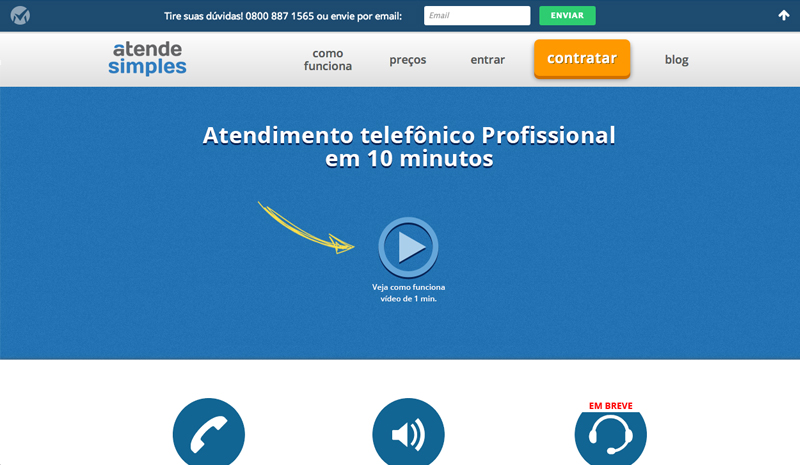 Tire suas dúvidas! 0800 887 1565 ou envie por email:
Email
ENVIAR
atende
simples
como
funciona
preços
entrar
contratar
blog
Atendimento telefônico Profissional
em 10 minutos
Veja como funciona
vídeo de 1 min.
EM BREVE